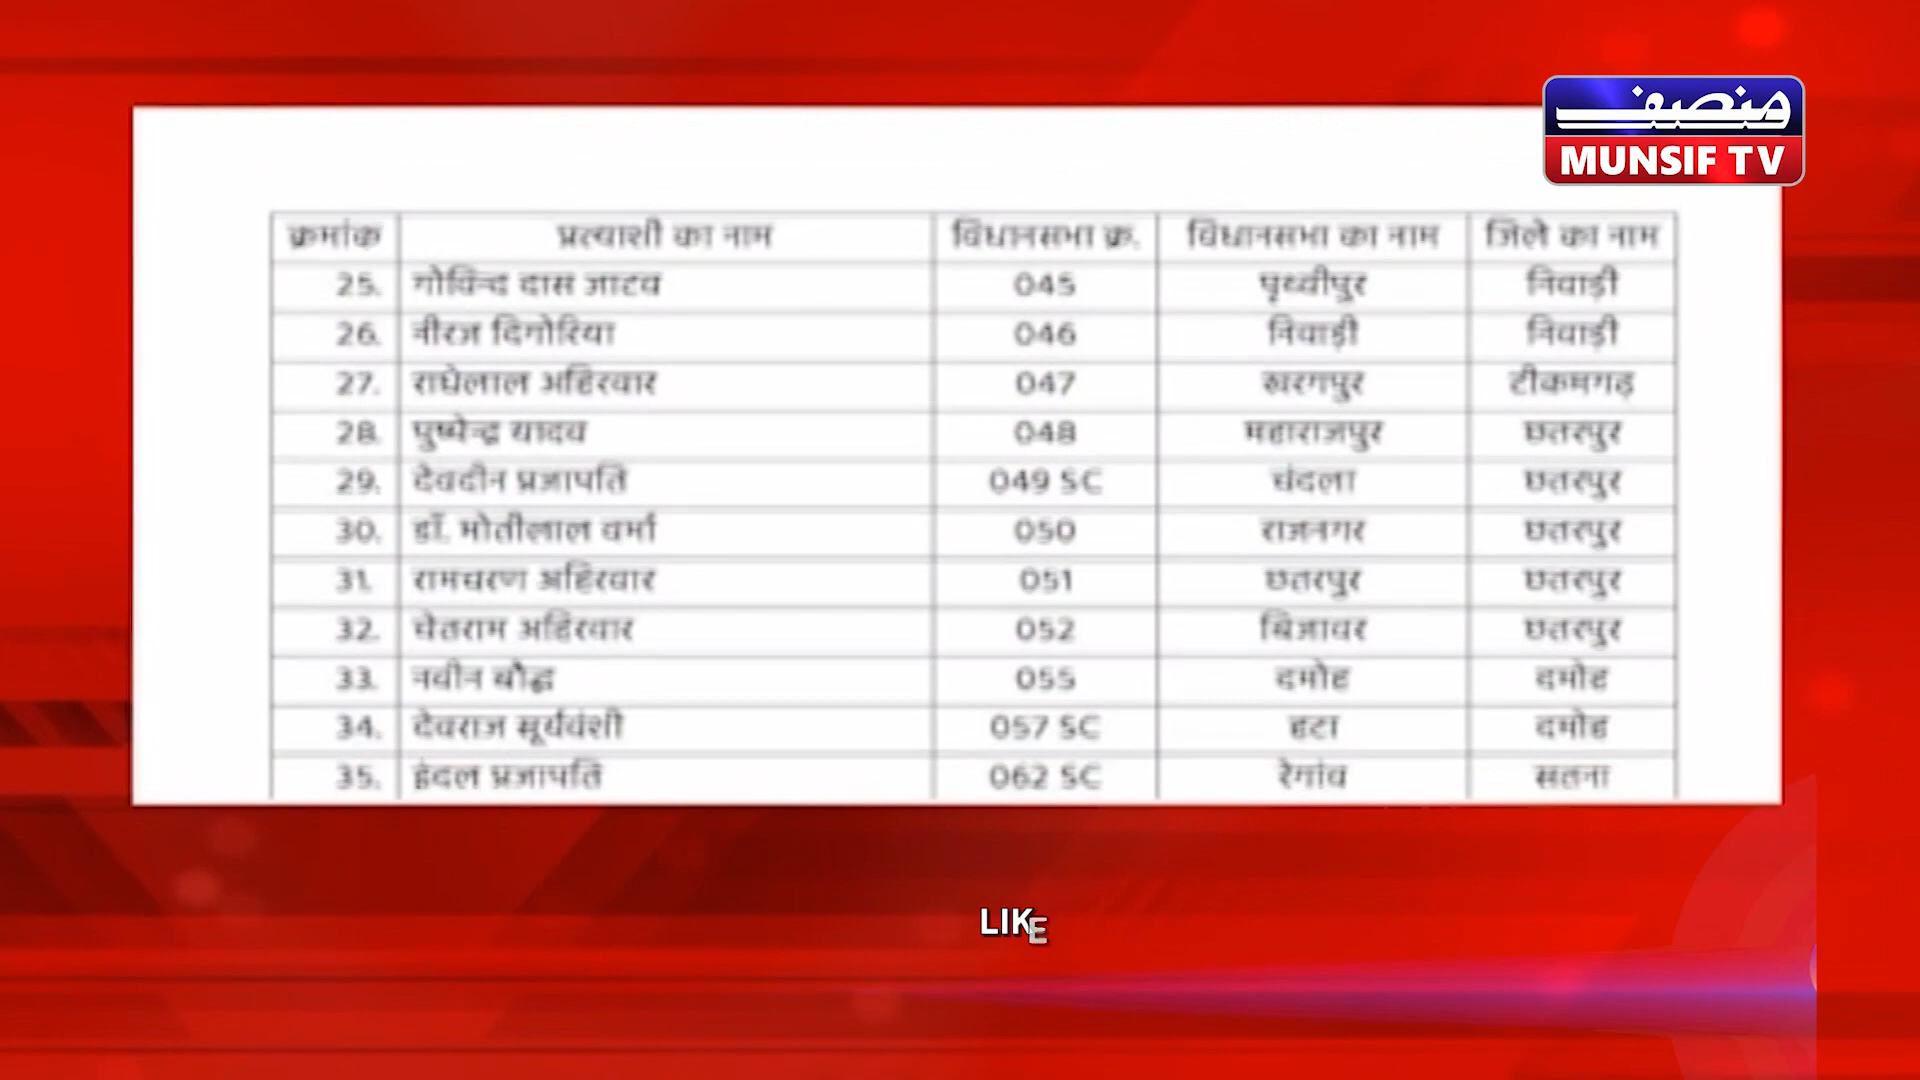 منصف
MUNSIF TV
क्रमांक प्रत्याशी का नाम विधानसभा क्र. विधानसभा का नाम जिले का नाम
25. गोविन्द दास जाटव 045 पृथ्वीपुर निवाड़ी
26. नीरज दिगोरिया 046 निवाड़ी निवाड़ी
27. राधेलाल अहिरवार 047 खरगपुर टीकमगढ़
28. पुष्पेन्द्र यादव 048 महाराजपुर छतरपुर
29. देवदीन प्रजापति 049 SC चंदला छतरपुर
30. डॉ. मोतीलाल वर्मा 050 राजनगर छतरपुर
31. रामचरण अहिरवार 051 छतरपुर छतरपुर
32. चेतराम अहिरवार 052 बिजावर छतरपुर
33. नवीन बौद्ध 055 दमोह दमोह
34. देवराज सूर्यवंशी 057 SC हटा दमोह
35. हेदल प्रजापति 062 SC रेगांव सतना
LIKE